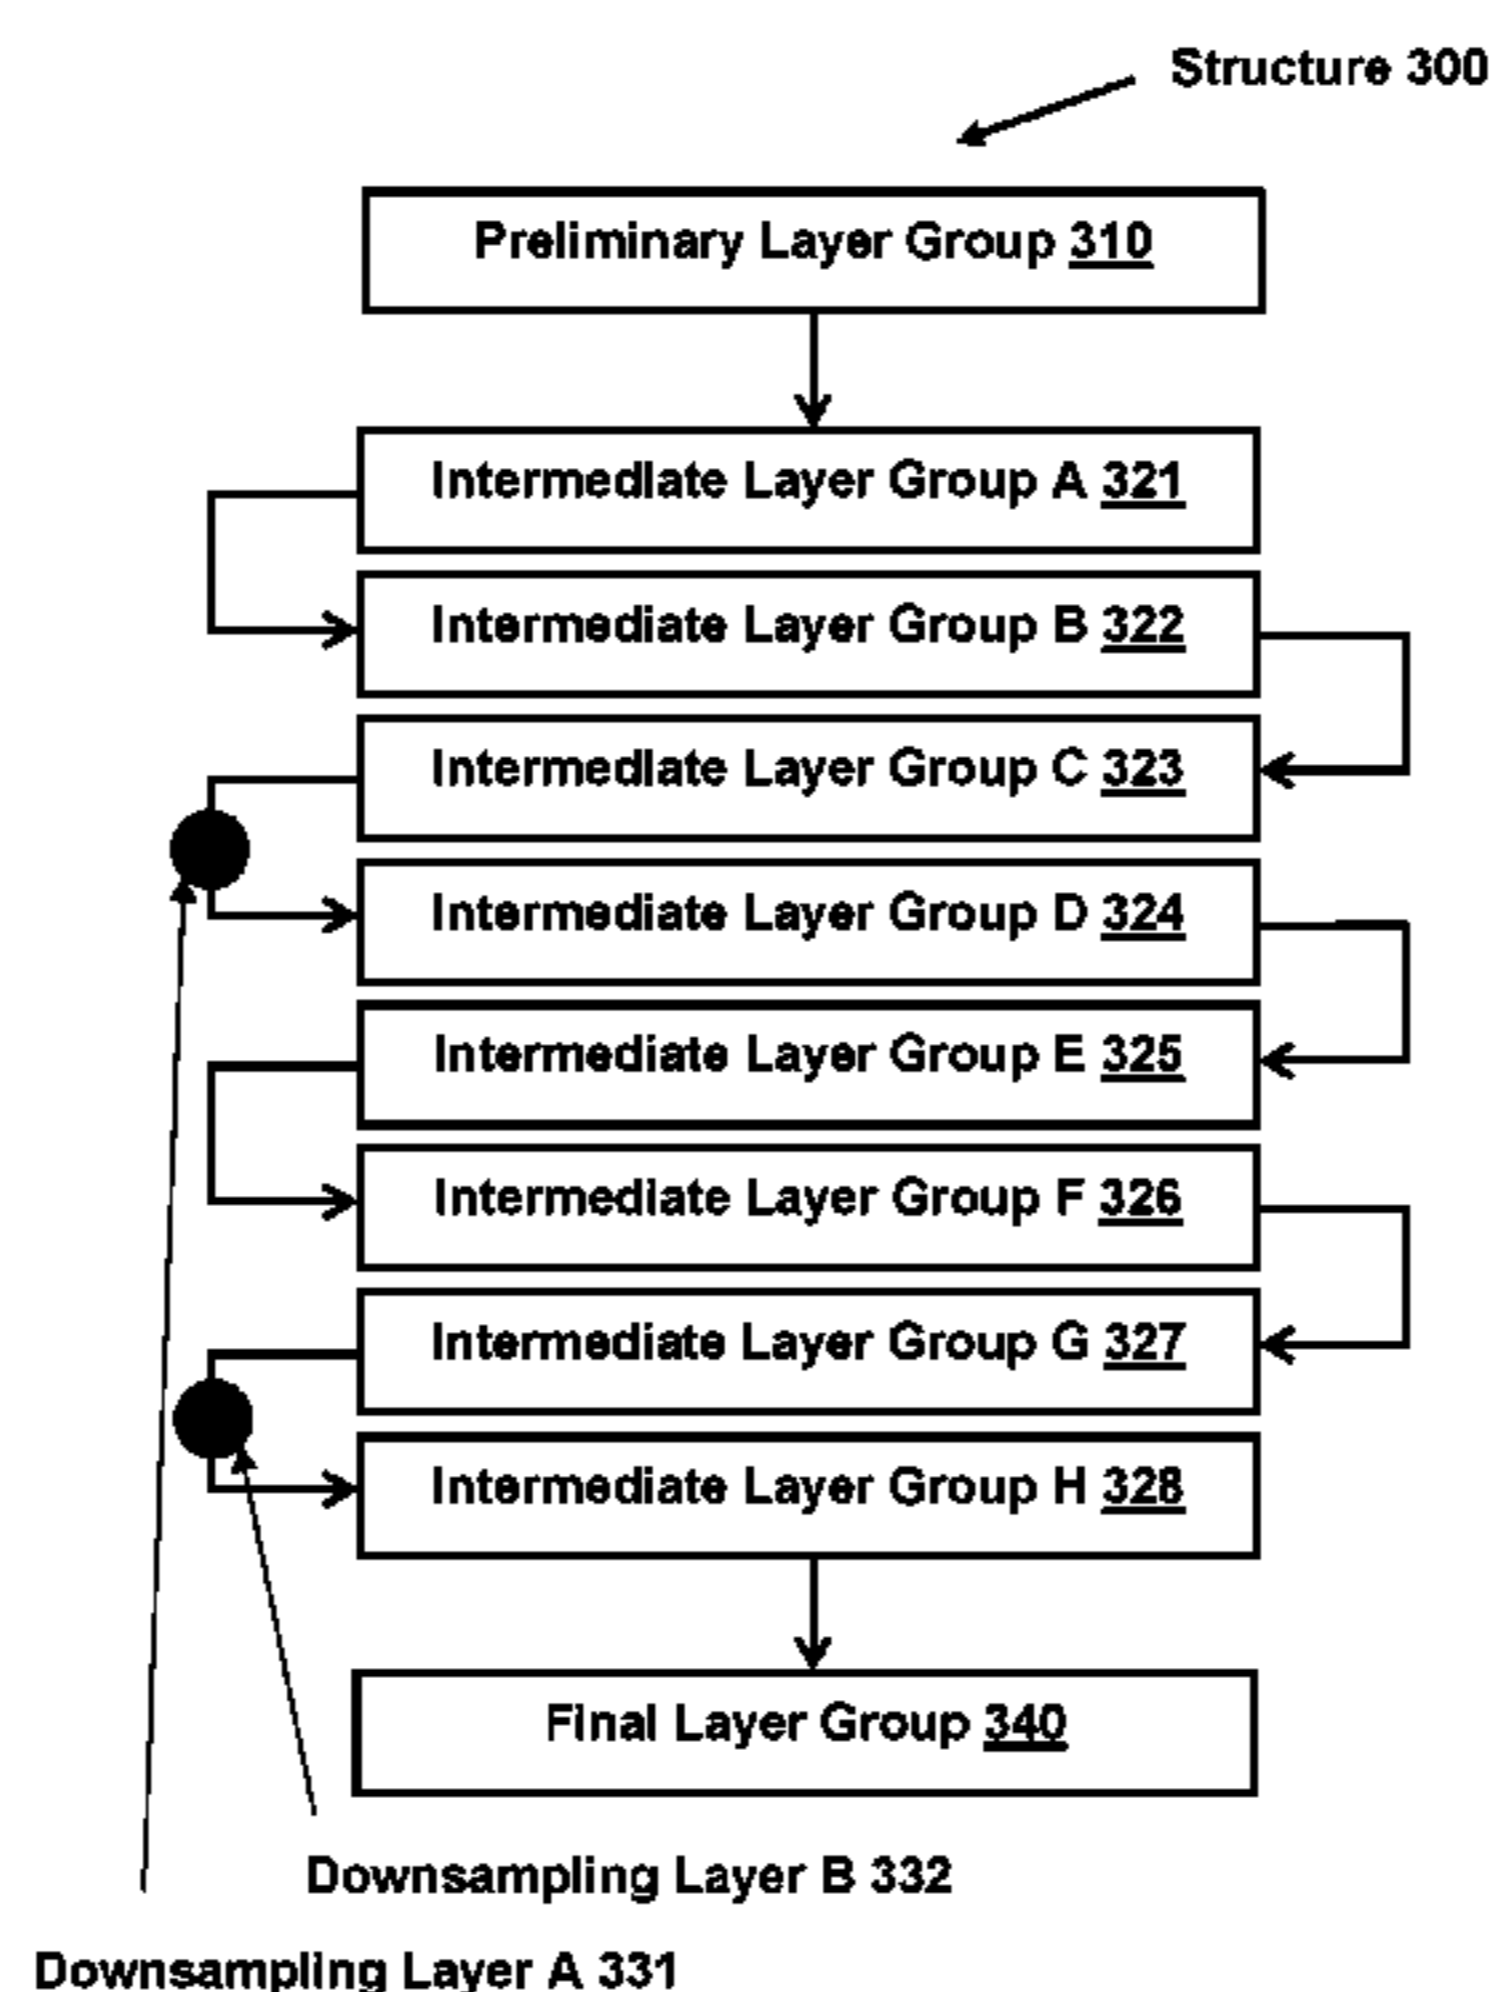 Structure 300
Preliminary Layer Group 310
Intermediate Layer Group A 321
Intermediate Layer Group B 322
Intermediate Layer Group C 323
Intermediate Layer Group D 324
Intermediate Layer Group E 325
Intermediate Layer Group F 326
Intermediate Layer Group G 327
Intermediate Layer Group H 328
Final Layer Group 340
Downsampling Layer B 332
Downsampling Layer A 331